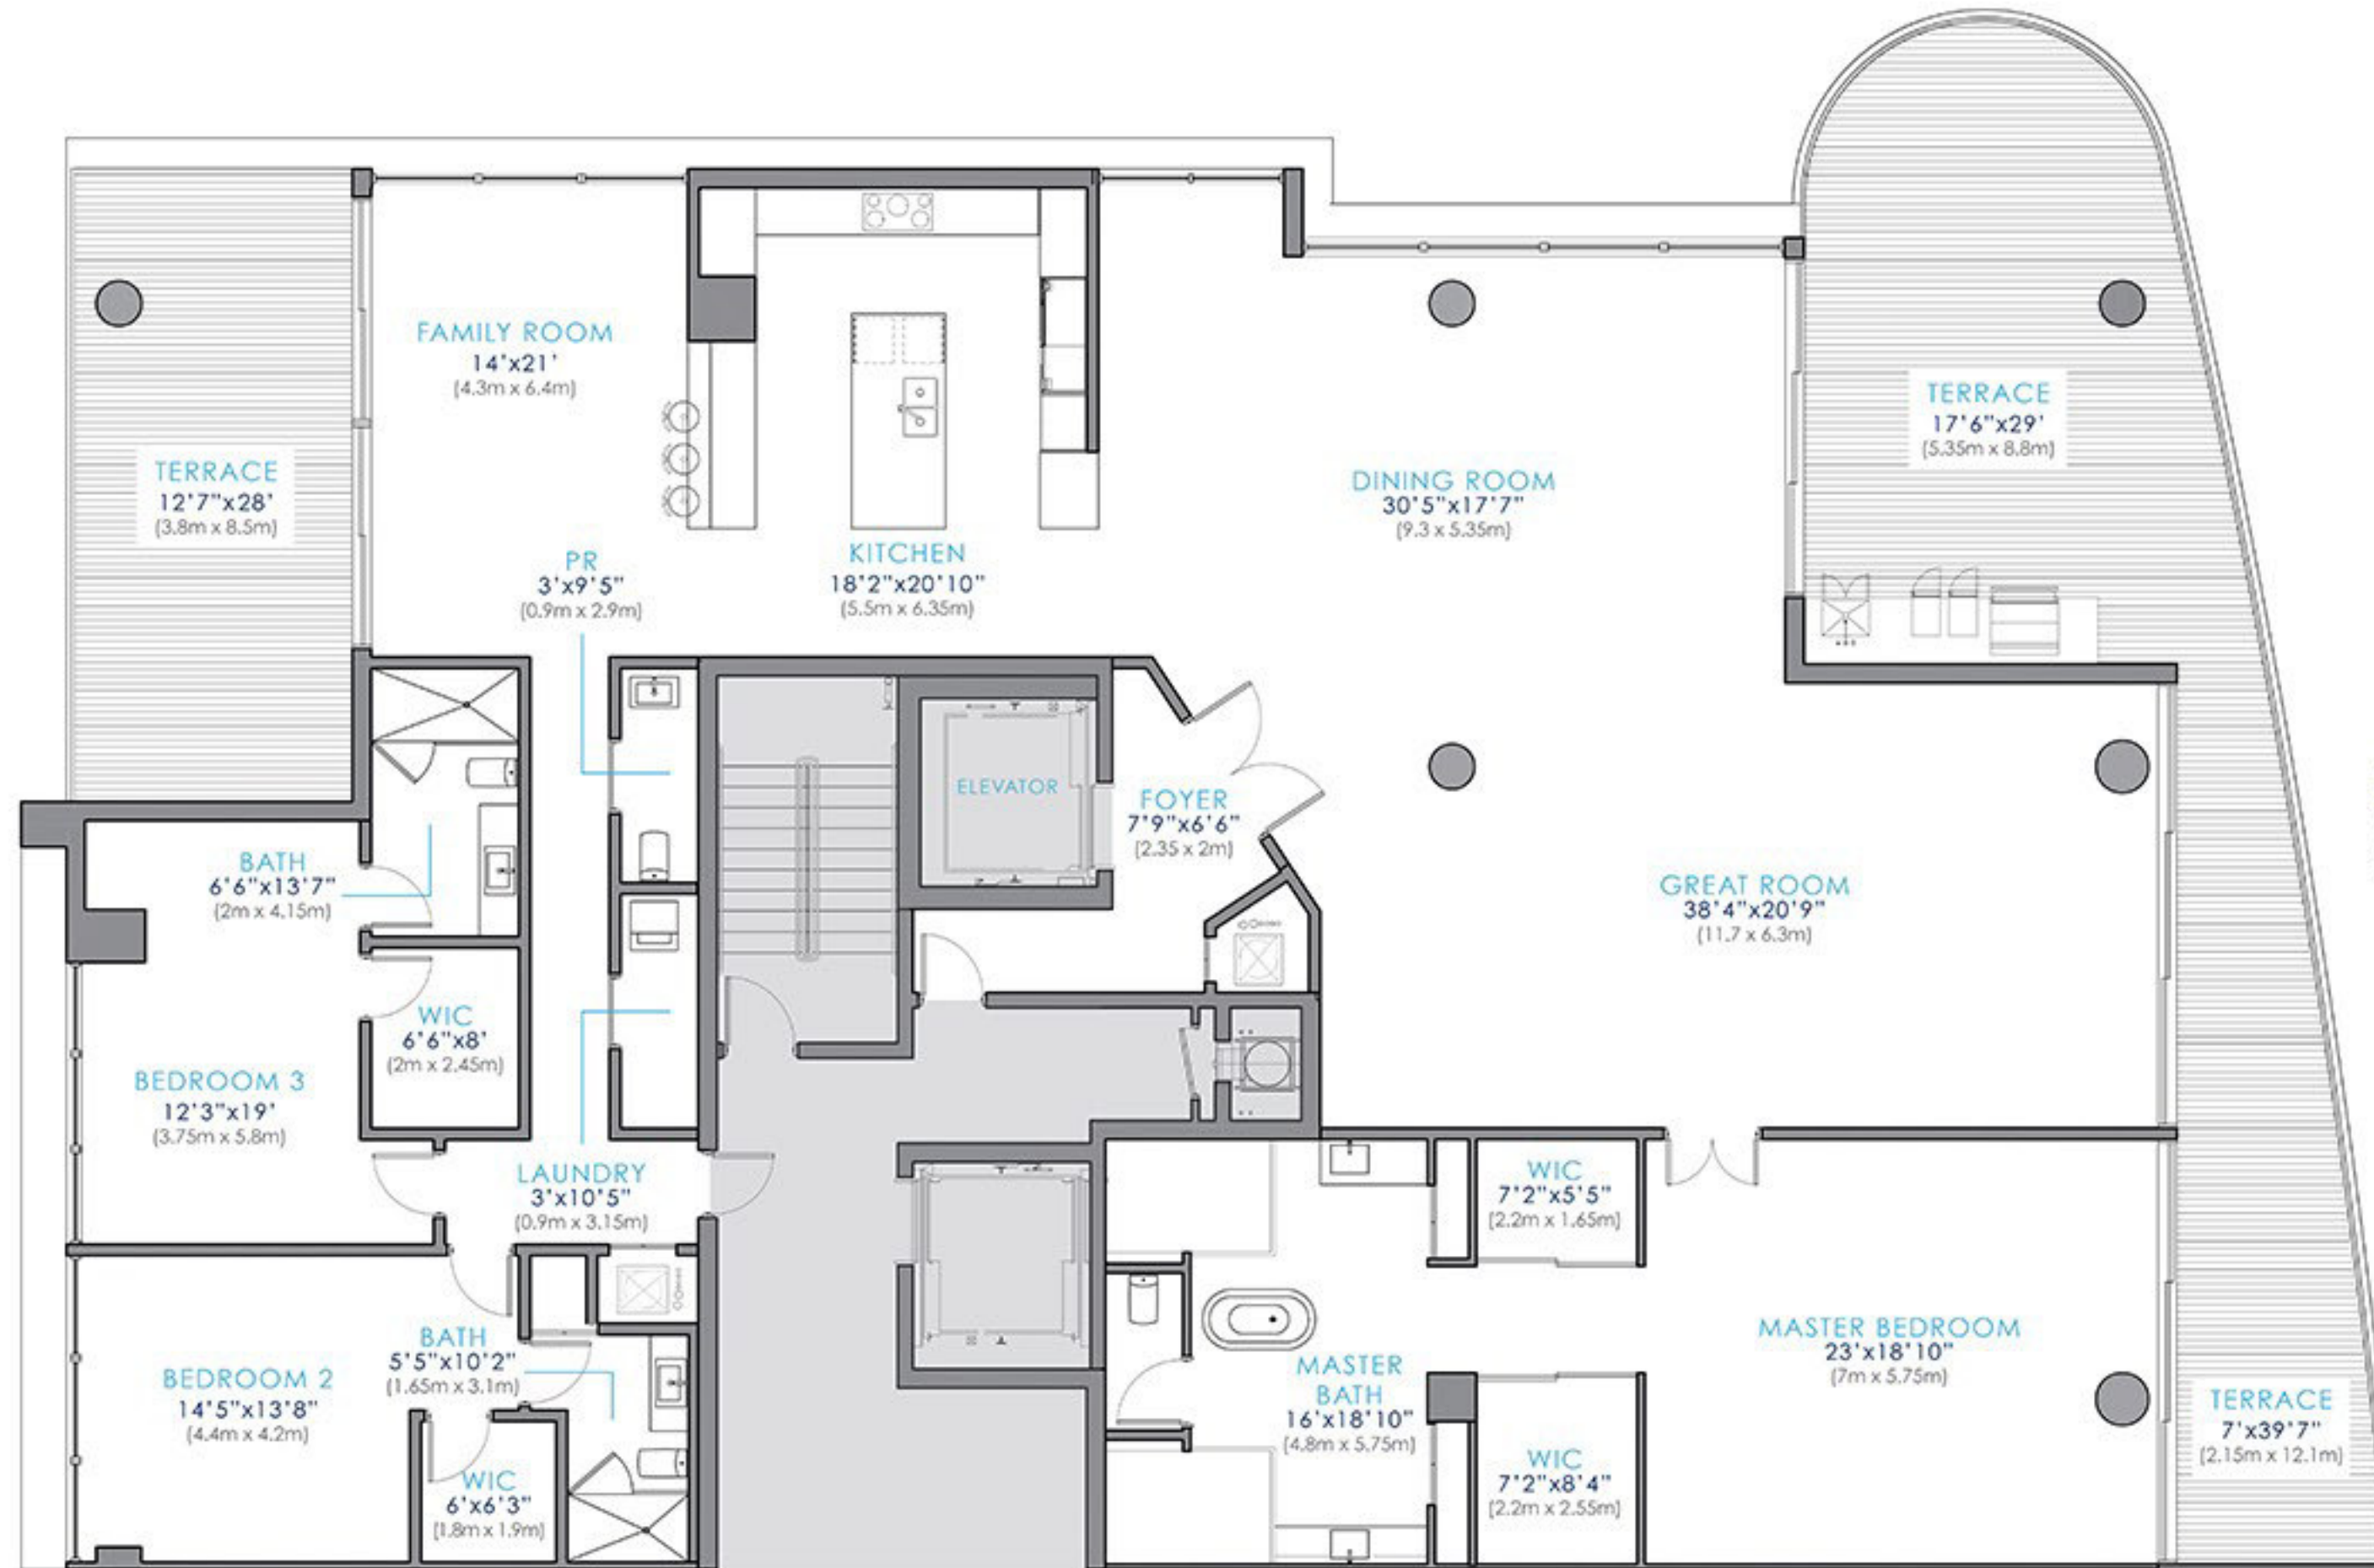 FAMILY ROOM
14'x21'
(4.3m x 6.4m)
TERRACE
12'7"x28'
(3.8m x 8.5m)
PR
3'x9'5"
(0.9m x 2.9m)
KITCHEN
18'2"x20'10"
(5.5m x 6.35m)
DINING ROOM
30'5"x17'7"
(9.3 x 5.35m)
TERRACE
17'6"x29'
(5.35m x 8.8m)
ELEVATOR
FOYER
7'9"x6'6"
(2.35 x 2m)
BATH
6'6"x13'7"
(2m x 4.15m)
GREAT ROOM
38'4"x20'9"
(11.7 x 6.3m)
WIC
6'6"x8'
(2m x 2.45m)
BEDROOM 3
12'3"x19'
(3.75m x 5.8m)
LAUNDRY
3'x10'5"
(0.9m x 3.15m)
WIC
7'2"x5'5"
(2.2m x 1.65m)
BATH
5'5"x10'2"
(1.65m x 3.1m)
BEDROOM 2
14'5"x13'8"
(4.4m x 4.2m)
WIC
6'x6'3"
(1.8m x 1.9m)
MASTER
BATH
16'x18'10"
(4.8m x 5.75m)
MASTER BEDROOM
23'x18'10"
(7m x 5.75m)
WIC
7'2"x8'4"
(2.2m x 2.55m)
TERRACE
7'x39'7"
(2.15m x 12.1m)